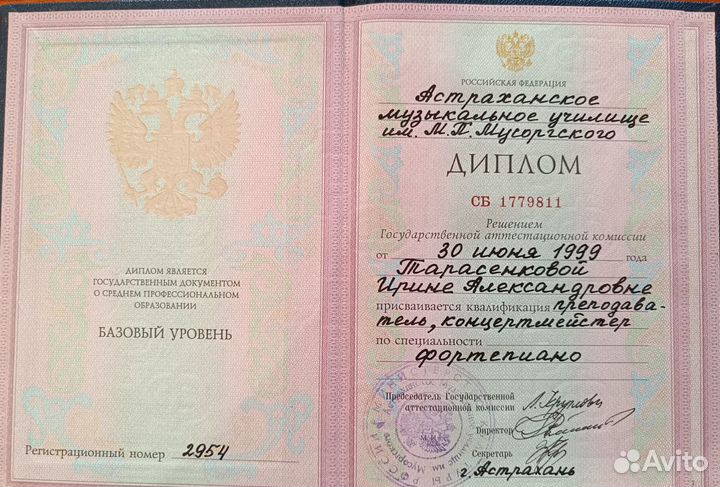 ДИПЛОМ ЯВЛЯЕТСЯ
ГОСУДАРСТВЕННЫМ ДОКУМЕНТОМ
О СРЕДНЕМ ПРОФЕССИОНАЛЬНОМ
ОБРАЗОВАНИИ
БАЗОВЫЙ УРОВЕНЬ
Регистрационный номер 2954
РОССИЙСКАЯ ФЕДЕРАЦИЯ
Астраханское
музыкальное училище
им. М.П. Мусоргского
ДИПЛОМ
СБ 1779811
Решением
Государственной аттестационной комиссии
от 30 июня 1999 года
Тарасенковой
Ирине Александровне
присваивается квалификация преподава-
тель, концертмейстер
по специальности
фортепиано
Председатель Государственной
аттестационной комиссии
Директор
Секретарь
г. Астрахань
Avito